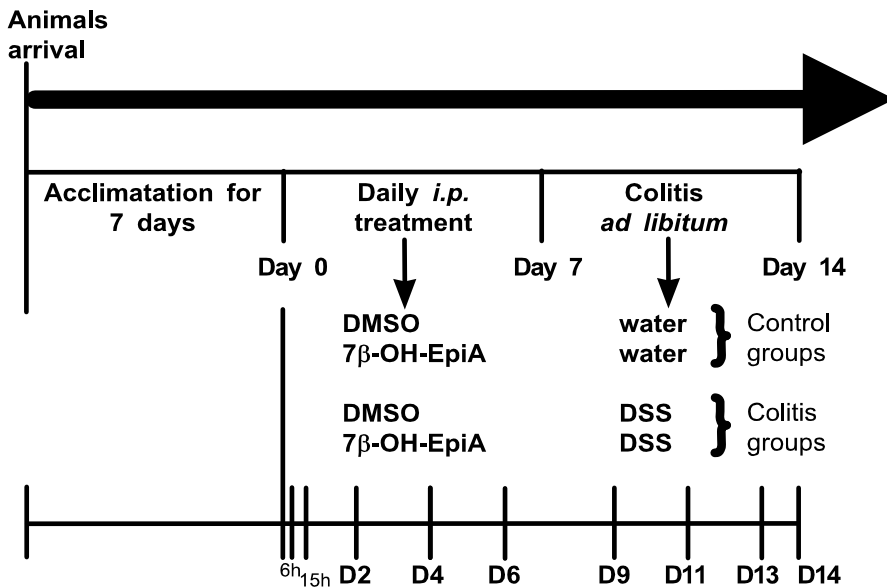 Animals
arrival
Acclimatation for
7 days
Daily i.p.
treatment
Colitis
ad libitum
Day 0
Day 7
Day 14
DMSO
7β-OH-EpiA
water
water
Control
groups
DMSO
7β-OH-EpiA
DSS
DSS
Colitis
groups
6h 15h D2 D4 D6 D9 D11 D13 D14